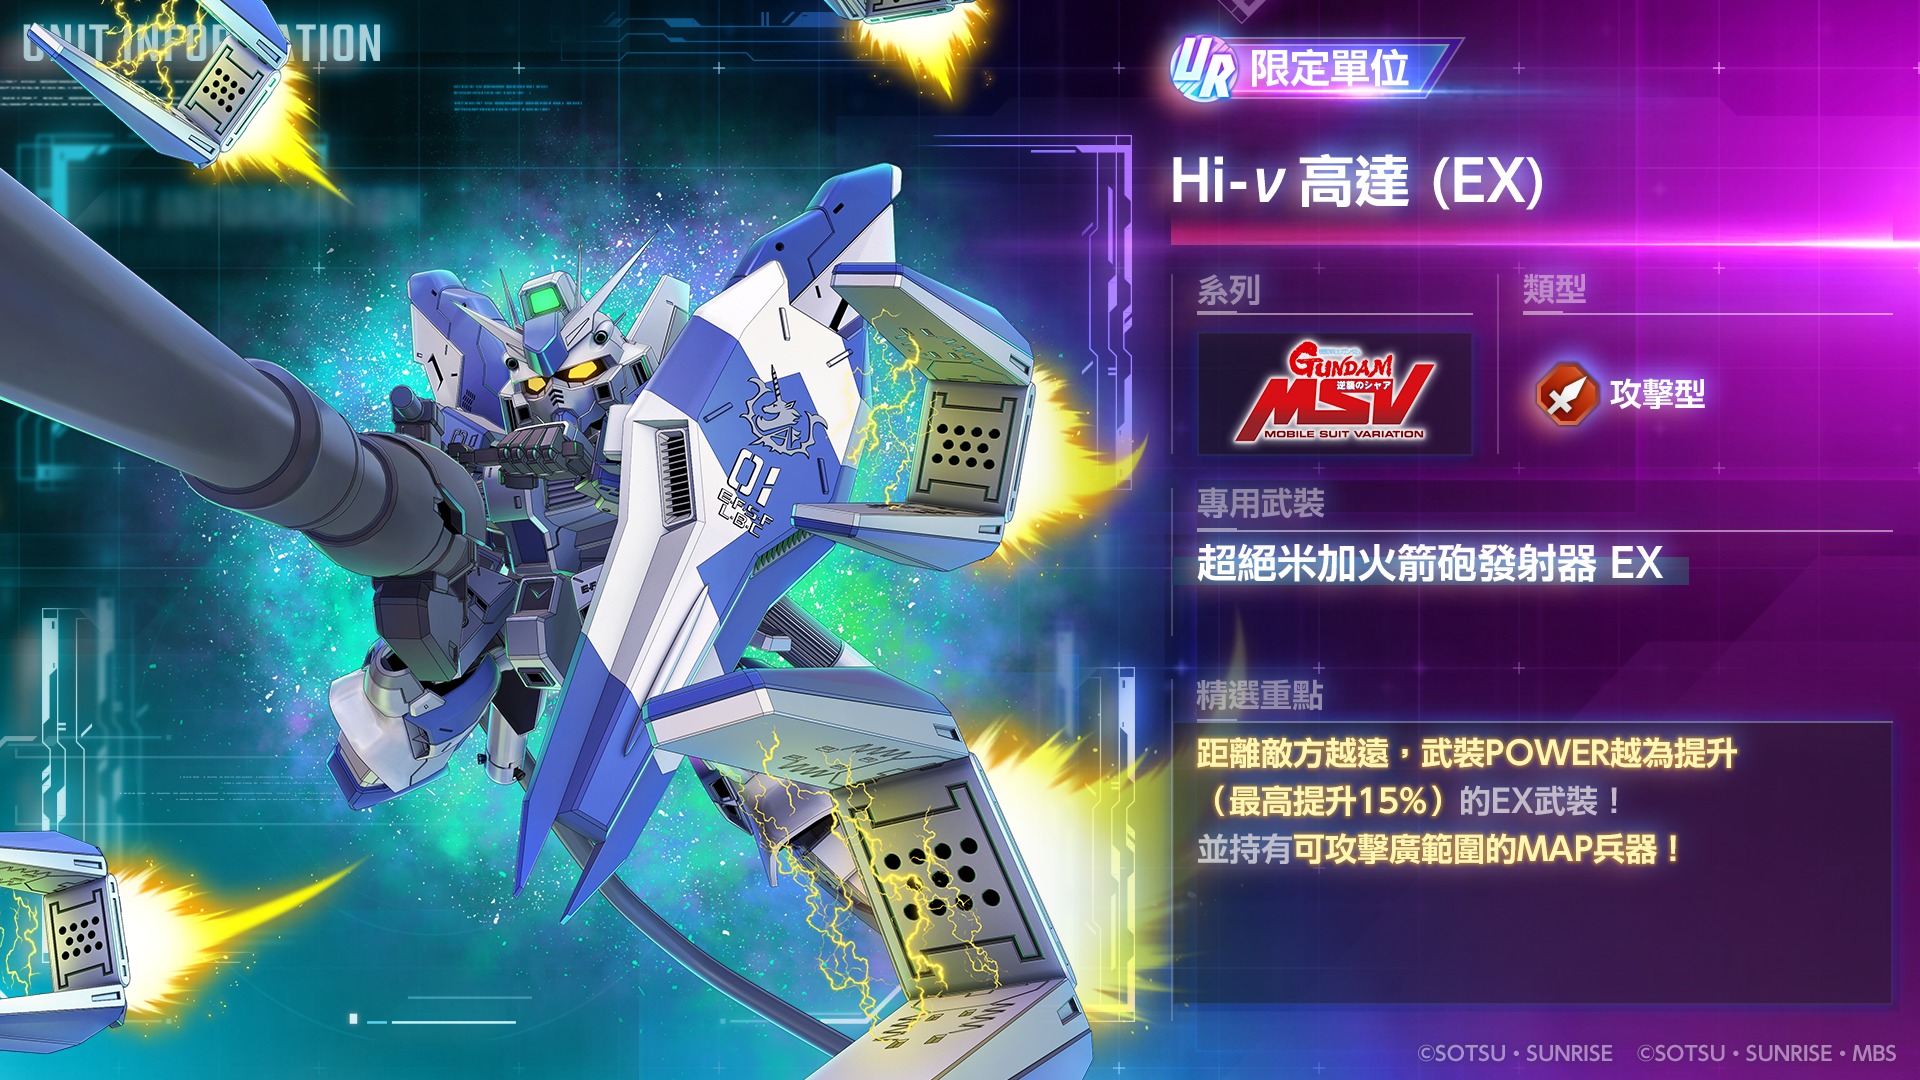 UNIT INFORMATION
UR 限定單位
Hi-ν 高達 (EX)
系列
類型
GUNDAM
逆襲のシャア
MSV
MOBILE SUIT VARIATION
攻擊型
專用武裝
超絕米加火箭砲發射器 EX
精選重點
距離敵方越遠，武裝POWER越為提升
（最高提升15%）的EX武裝！
並持有可攻擊廣範圍的MAP兵器！
01
E.F.S.F
L.B.C
©SOTSU・SUNRISE ©SOTSU・SUNRISE・MBS